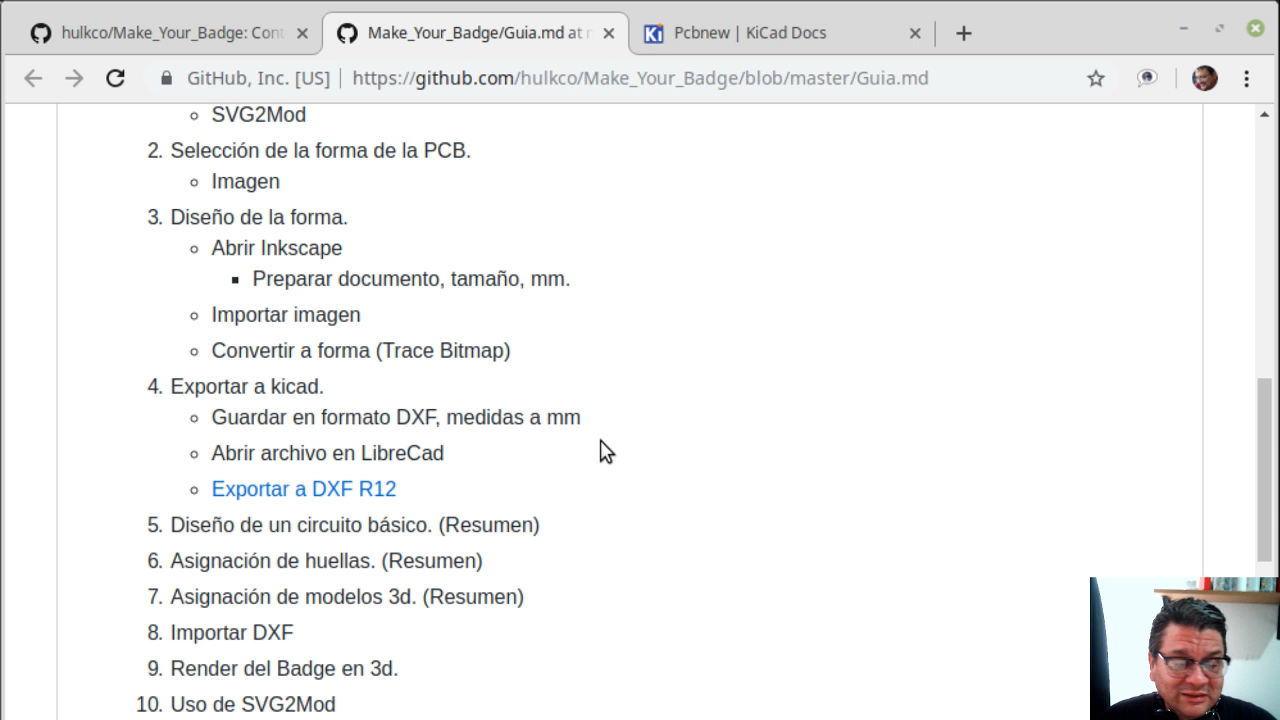 hulkco/Make_Your_Badge: Cont
Make_Your_Badge/Guia.md at r
Pcbnew | KiCad Docs
GitHub, Inc. [US]
https://github.com/hulkco/Make_Your_Badge/blob/master/Guia.md
SVG2Mod
2. Selección de la forma de la PCB.
Imagen
3. Diseño de la forma.
Abrir Inkscape
Preparar documento, tamaño, mm.
Importar imagen
Convertir a forma (Trace Bitmap)
4. Exportar a kicad.
Guardar en formato DXF, medidas a mm
Abrir archivo en LibreCad
Exportar a DXF R12
5. Diseño de un circuito básico. (Resumen)
6. Asignación de huellas. (Resumen)
7. Asignación de modelos 3d. (Resumen)
8. Importar DXF
9. Render del Badge en 3d.
10. Uso de SVG2Mod